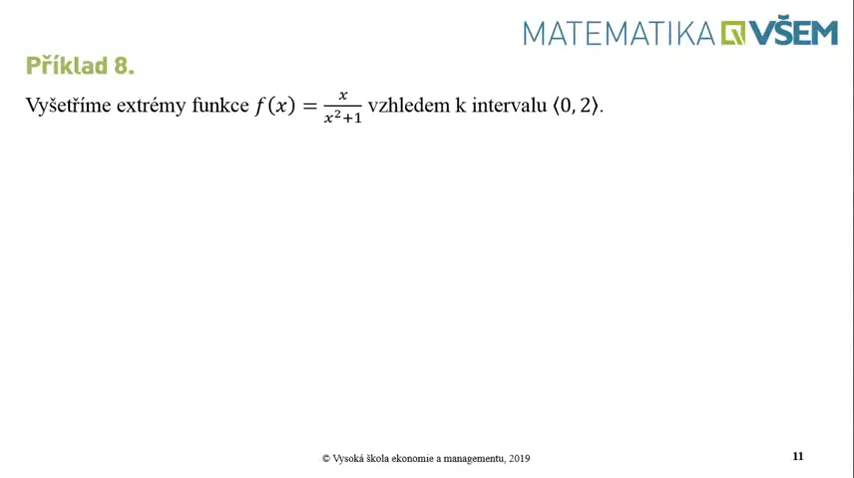 MATEMATIKA VŠEM
Příklad 8.
Vyšetříme extrémy funkce f(x) = x/(x²+1) vzhledem k intervalu ⟨0, 2⟩.
© Vysoká škola ekonomie a managementu, 2019
11